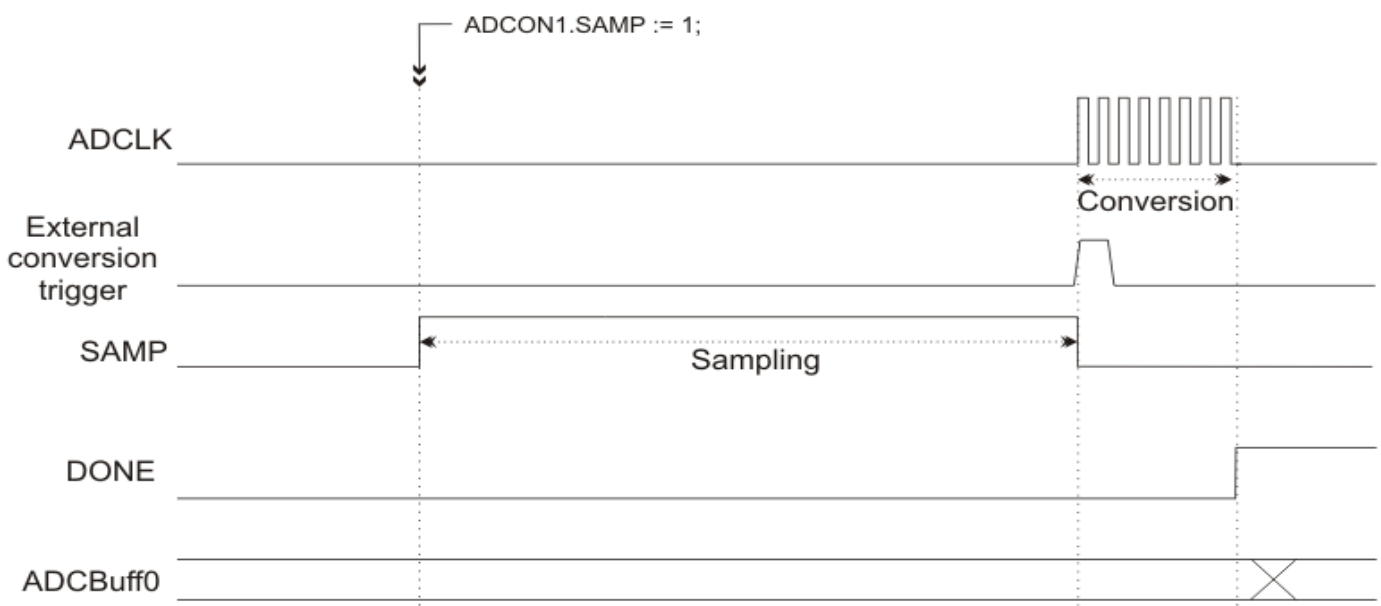 ADCON1.SAMP := 1;
ADCLK
Conversion
External
conversion
trigger
SAMP
Sampling
DONE
ADCBuff0